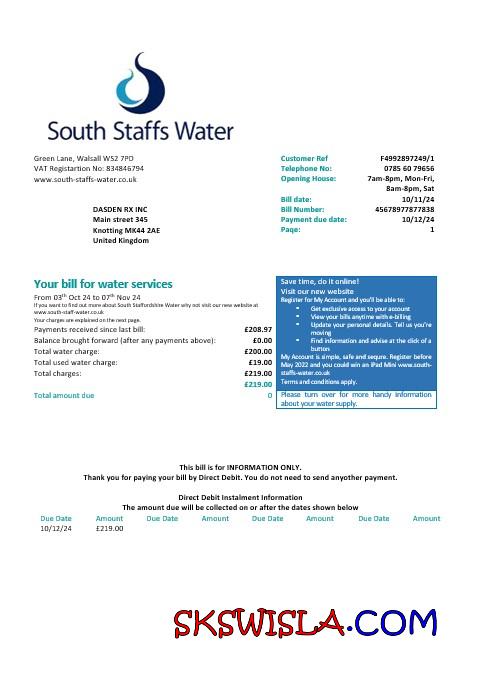 South Staffs Water
Green Lane, Walsall WS2 7PD
VAT Registartion No: 834846794
www.south-staffs-water.co.uk
Customer Ref F4992897249/1
Telephone No: 0785 60 79656
Opening House: 7am-8pm, Mon-Fri,
8am-8pm, Sat
Bill date: 10/11/24
Bill Number: 45678977877838
Payment due date: 10/12/24
Page: 1
DASDEN RX INC
Main street 345
Knotting MK44 2AE
United Kingdom
Your bill for water services
From 03th Oct 24 to 07th Nov 24
If you want to find out more about South Staffordshire Water why not visit our new website at
www.south-staff-water.co.uk
Your charges are explained on the next page.
Payments received since last bill: £208.97
Balance brought forward (after any payments above): £0.00
Total water charge: £200.00
Total used water charge: £19.00
Total charges: £219.00
£219.00
Total amount due 0
Save time, do it online!
Visit our new website
Register for My Account and you'll be able to:
Get exclusive access to your account
View your bills anytime with e-billing
Update your personal details. Tell us you're
moving
Find information and advise at the click of a
button
My Account is simple, safe and sequre. Register before
May 2022 and you could win an iPad Mini www.south-
staffs-water.co.uk
Terms and conditions apply.
Please turn over for more handy information
about your water supply.
This bill is for INFORMATION ONLY.
Thank you for paying your bill by Direct Debit. You do not need to send anyother payment.
Direct Debit Instalment Information
The amount due will be collected on or after the dates shown below
Due Date Amount Due Date Amount Due Date Amount Due Date Amount
10/12/24 £219.00
SKSWISLA.COM